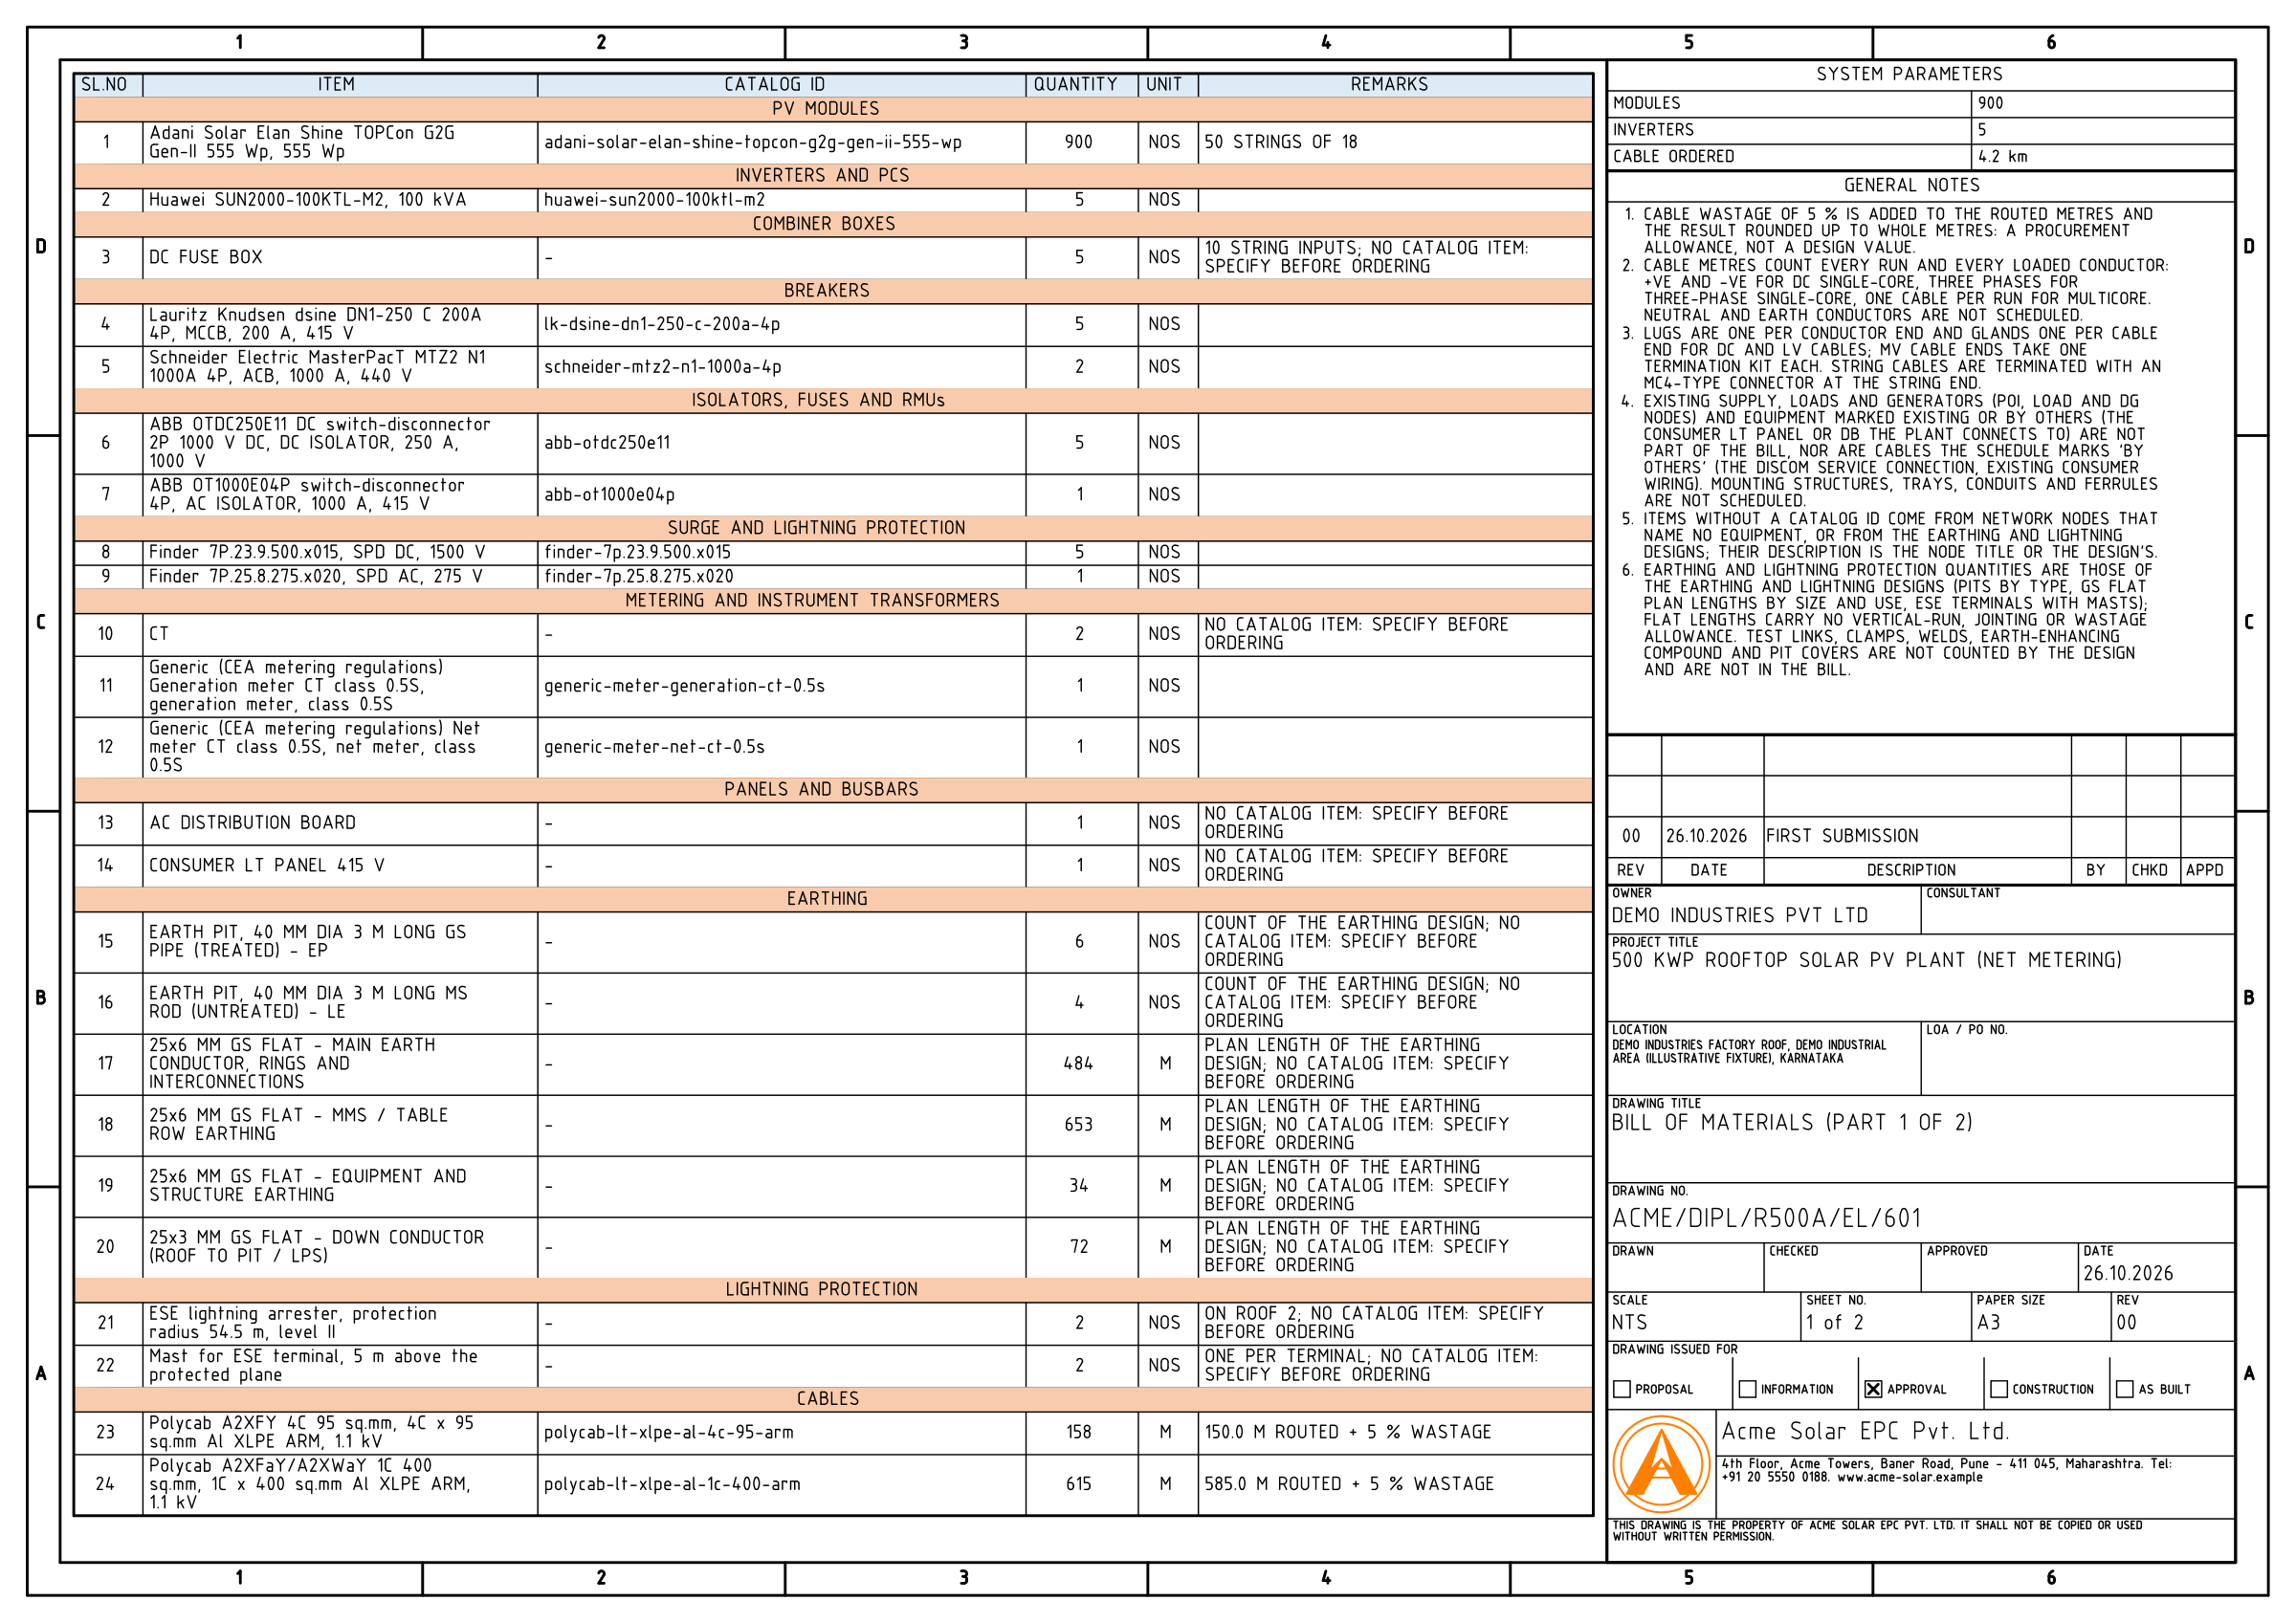 1 2 3 4 5 6
SL.NO ITEM CATALOG ID QUANTITY UNIT REMARKS
PV MODULES
1 Adani Solar Elan Shine TOPCon G2G Gen-II 555 Wp, 555 Wp adani-solar-elan-shine-topcon-g2g-gen-ii-555-wp 900 NOS 50 STRINGS OF 18
INVERTERS AND PCS
2 Huawei SUN2000-100KTL-M2, 100 kVA huawei-sun2000-100ktl-m2 5 NOS
COMBINER BOXES
3 DC FUSE BOX - 5 NOS 10 STRING INPUTS; NO CATALOG ITEM: SPECIFY BEFORE ORDERING
BREAKERS
4 Lauritz Knudsen dsine DN1-250 C 200A 4P, MCCB, 200 A, 415 V lk-dsine-dn1-250-c-200a-4p 5 NOS
5 Schneider Electric MasterPacT MTZ2 N1 1000A 4P, ACB, 1000 A, 440 V schneider-mtz2-n1-1000a-4p 2 NOS
ISOLATORS, FUSES AND RMUs
6 ABB OTDC250E11 DC switch-disconnector 2P 1000 V DC, DC ISOLATOR, 250 A, 1000 V abb-otdc250e11 5 NOS
7 ABB OT1000E04P switch-disconnector 4P, AC ISOLATOR, 1000 A, 415 V abb-ot1000e04p 1 NOS
SURGE AND LIGHTNING PROTECTION
8 Finder 7P.23.9.500.x015, SPD DC, 1500 V finder-7p.23.9.500.x015 5 NOS
9 Finder 7P.25.8.275.x020, SPD AC, 275 V finder-7p.25.8.275.x020 1 NOS
METERING AND INSTRUMENT TRANSFORMERS
10 CT - 2 NOS NO CATALOG ITEM: SPECIFY BEFORE ORDERING
11 Generic (CEA metering regulations) Generation meter CT class 0.5S, generation meter, class 0.5S generic-meter-generation-ct-0.5s 1 NOS
12 Generic (CEA metering regulations) Net meter CT class 0.5S, net meter, class 0.5S generic-meter-net-ct-0.5s 1 NOS
PANELS AND BUSBARS
13 AC DISTRIBUTION BOARD - 1 NOS NO CATALOG ITEM: SPECIFY BEFORE ORDERING
14 CONSUMER LT PANEL 415 V - 1 NOS NO CATALOG ITEM: SPECIFY BEFORE ORDERING
EARTHING
15 EARTH PIT, 40 MM DIA 3 M LONG GS PIPE (TREATED) - EP - 6 NOS COUNT OF THE EARTHING DESIGN; NO CATALOG ITEM: SPECIFY BEFORE ORDERING
16 EARTH PIT, 40 MM DIA 3 M LONG MS ROD (UNTREATED) - LE - 4 NOS COUNT OF THE EARTHING DESIGN; NO CATALOG ITEM: SPECIFY BEFORE ORDERING
17 25x6 MM GS FLAT - MAIN EARTH CONDUCTOR, RINGS AND INTERCONNECTIONS - 484 M PLAN LENGTH OF THE EARTHING DESIGN; NO CATALOG ITEM: SPECIFY BEFORE ORDERING
18 25x6 MM GS FLAT - MMS / TABLE ROW EARTHING - 653 M PLAN LENGTH OF THE EARTHING DESIGN; NO CATALOG ITEM: SPECIFY BEFORE ORDERING
19 25x6 MM GS FLAT - EQUIPMENT AND STRUCTURE EARTHING - 34 M PLAN LENGTH OF THE EARTHING DESIGN; NO CATALOG ITEM: SPECIFY BEFORE ORDERING
20 25x3 MM GS FLAT - DOWN CONDUCTOR (ROOF TO PIT / LPS) - 72 M PLAN LENGTH OF THE EARTHING DESIGN; NO CATALOG ITEM: SPECIFY BEFORE ORDERING
LIGHTNING PROTECTION
21 ESE lightning arrester, protection radius 54.5 m, level II - 2 NOS ON ROOF 2; NO CATALOG ITEM: SPECIFY BEFORE ORDERING
22 Mast for ESE terminal, 5 m above the protected plane - 2 NOS ONE PER TERMINAL; NO CATALOG ITEM: SPECIFY BEFORE ORDERING
CABLES
23 Polycab A2XFY 4C 95 sq.mm, 4C x 95 sq.mm Al XLPE ARM, 1.1 kV polycab-lt-xlpe-al-4c-95-arm 158 M 150.0 M ROUTED + 5 % WASTAGE
24 Polycab A2XFaY/A2XWaY 1C 400 sq.mm, 1C x 400 sq.mm Al XLPE ARM, 1.1 kV polycab-lt-xlpe-al-1c-400-arm 615 M 585.0 M ROUTED + 5 % WASTAGE
SYSTEM PARAMETERS
MODULES 900
INVERTERS 5
CABLE ORDERED 4.2 km
GENERAL NOTES
1. CABLE WASTAGE OF 5 % IS ADDED TO THE ROUTED METRES AND
THE RESULT ROUNDED UP TO WHOLE METRES: A PROCUREMENT
ALLOWANCE, NOT A DESIGN VALUE.
2. CABLE METRES COUNT EVERY RUN AND EVERY LOADED CONDUCTOR:
+VE AND -VE FOR DC SINGLE-CORE, THREE PHASES FOR
THREE-PHASE SINGLE-CORE, ONE CABLE PER RUN FOR MULTICORE.
NEUTRAL AND EARTH CONDUCTORS ARE NOT SCHEDULED.
3. LUGS ARE ONE PER CONDUCTOR END AND GLANDS ONE PER CABLE
END FOR DC AND LV CABLES; MV CABLE ENDS TAKE ONE
TERMINATION KIT EACH. STRING CABLES ARE TERMINATED WITH AN
MC4-TYPE CONNECTOR AT THE STRING END.
4. EXISTING SUPPLY, LOADS AND GENERATORS (POI, LOAD AND DG
NODES) AND EQUIPMENT MARKED EXISTING OR BY OTHERS (THE
CONSUMER LT PANEL OR DB THE PLANT CONNECTS TO) ARE NOT
PART OF THE BILL, NOR ARE CABLES THE SCHEDULE MARKS 'BY
OTHERS' (THE DISCOM SERVICE CONNECTION, EXISTING CONSUMER
WIRING). MOUNTING STRUCTURES, TRAYS, CONDUITS AND FERRULES
ARE NOT SCHEDULED.
5. ITEMS WITHOUT A CATALOG ID COME FROM NETWORK NODES THAT
NAME NO EQUIPMENT, OR FROM THE EARTHING AND LIGHTNING
DESIGNS; THEIR DESCRIPTION IS THE NODE TITLE OR THE DESIGN'S.
6. EARTHING AND LIGHTNING PROTECTION QUANTITIES ARE THOSE OF
THE EARTHING AND LIGHTNING DESIGNS (PITS BY TYPE, GS FLAT
PLAN LENGTHS BY SIZE AND USE, ESE TERMINALS WITH MASTS);
FLAT LENGTHS CARRY NO VERTICAL-RUN, JOINTING OR WASTAGE
ALLOWANCE. TEST LINKS, CLAMPS, WELDS, EARTH-ENHANCING
COMPOUND AND PIT COVERS ARE NOT COUNTED BY THE DESIGN
AND ARE NOT IN THE BILL.
00 26.10.2026 FIRST SUBMISSION
REV DATE DESCRIPTION BY CHKD APPD
OWNER CONSULTANT
DEMO INDUSTRIES PVT LTD
PROJECT TITLE
500 KWP ROOFTOP SOLAR PV PLANT (NET METERING)
LOCATION LOA / PO NO.
DEMO INDUSTRIES FACTORY ROOF, DEMO INDUSTRIAL
AREA (ILLUSTRATIVE FIXTURE), KARNATAKA
DRAWING TITLE
BILL OF MATERIALS (PART 1 OF 2)
DRAWING NO.
ACME/DIPL/R500A/EL/601
DRAWN CHECKED APPROVED DATE
26.10.2026
SCALE SHEET NO. PAPER SIZE REV
NTS 1 of 2 A3 00
DRAWING ISSUED FOR
PROPOSAL INFORMATION APPROVAL CONSTRUCTION AS BUILT
Acme Solar EPC Pvt. Ltd.
4th Floor, Acme Towers, Baner Road, Pune - 411 045, Maharashtra. Tel:
+91 20 5550 0188. www.acme-solar.example
THIS DRAWING IS THE PROPERTY OF ACME SOLAR EPC PVT. LTD. IT SHALL NOT BE COPIED OR USED
WITHOUT WRITTEN PERMISSION.
D D
C C
B B
A A
1 2 3 4 5 6